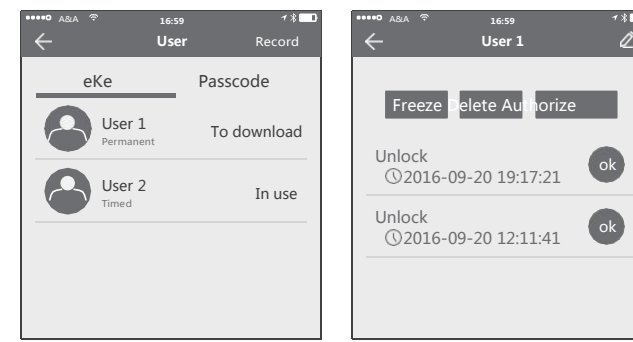 A&A 16:59
User Record
eKe Passcode
User 1
Permanent
To download
User 2
Timed
In use
A&A 16:59
User 1
Freeze Delete Authorize
Unlock
2016-09-20 19:17:21
ok
Unlock
2016-09-20 12:11:41
ok